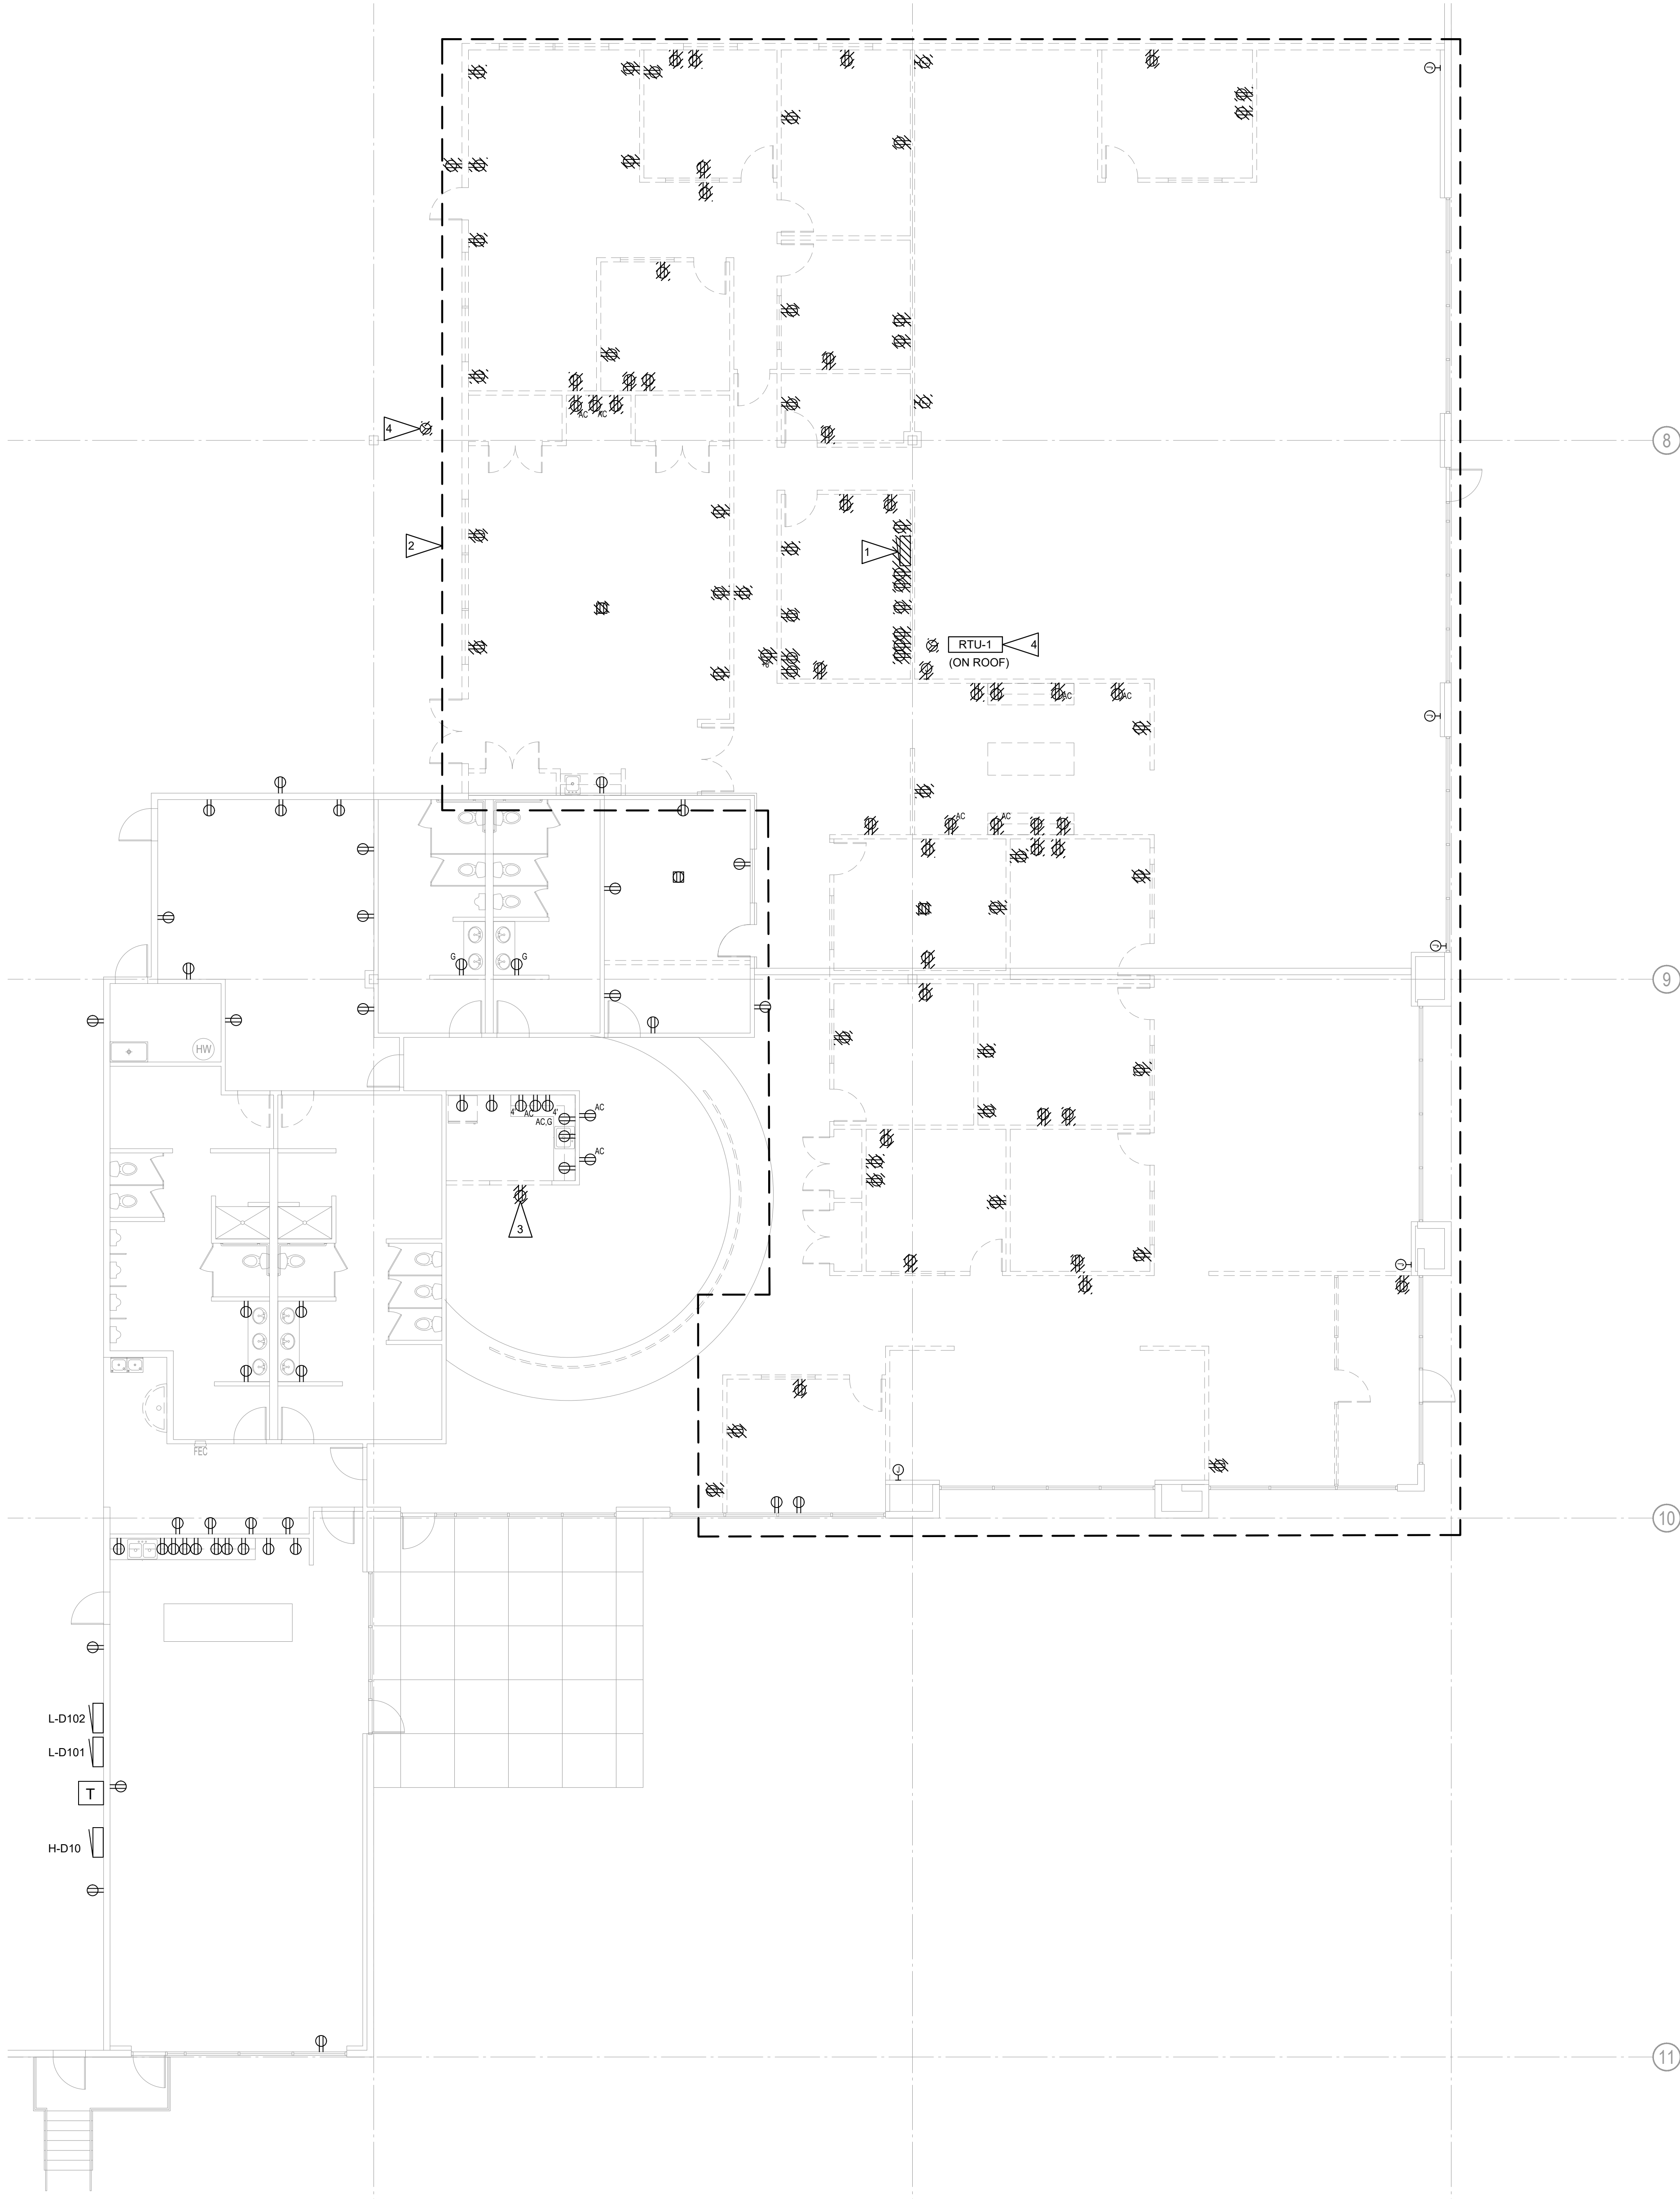 J
4
8
2
1
RTU-1
4
(ON ROOF)
AC
AC
AC
AC
J
AC
AC
J
G
G
9
HW
4'
AC
4'
AC,G
AC
AC
3
J
FEC
J
10
L-D102
L-D101
T
H-D10
11